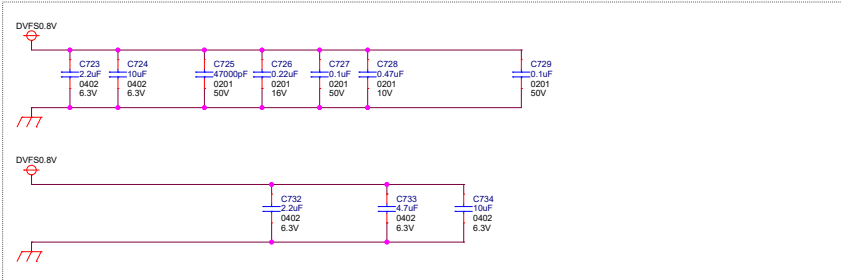 DVFS0.8V
C723
2.2uF
0402
6.3V
C724
10uF
0402
6.3V
C725
47000pF
0201
50V
C726
0.22uF
0201
16V
C727
0.1uF
0201
50V
C728
0.47uF
0201
10V
C729
0.1uF
0201
50V
DVFS0.8V
C732
2.2uF
0402
6.3V
C733
4.7uF
0402
6.3V
C734
10uF
0402
6.3V